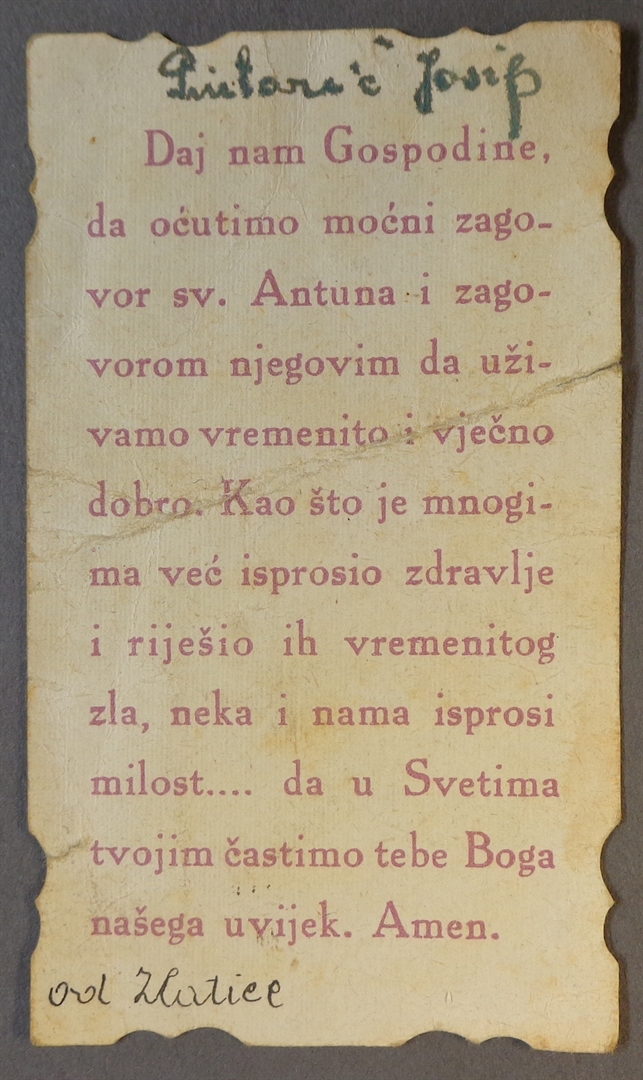 Josip
Daj nam Gospodine,
da oćutimo moćni zago-
vor sv. Antuna i zago-
vorom njegovim da uži-
vamo vremenito i vječno
dobro. Kao što je mnogi-
ma već isprosio zdravlje
i riješio ih vremenitog
zla, neka i nama isprosi
milost.... da u Svetima
tvojim častimo tebe Boga
našega uvijek. Amen.
od Zlatice